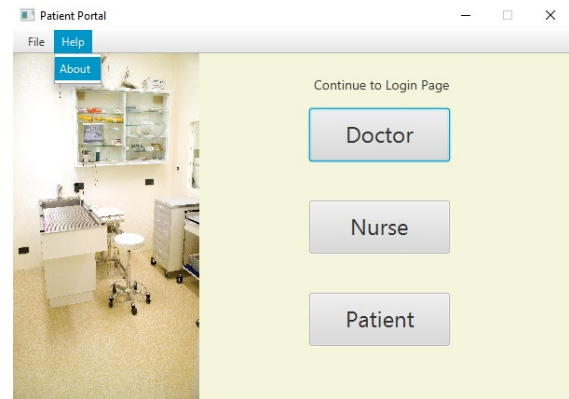 Patient Portal
File Help
About
Continue to Login Page
Doctor
Nurse
Patient